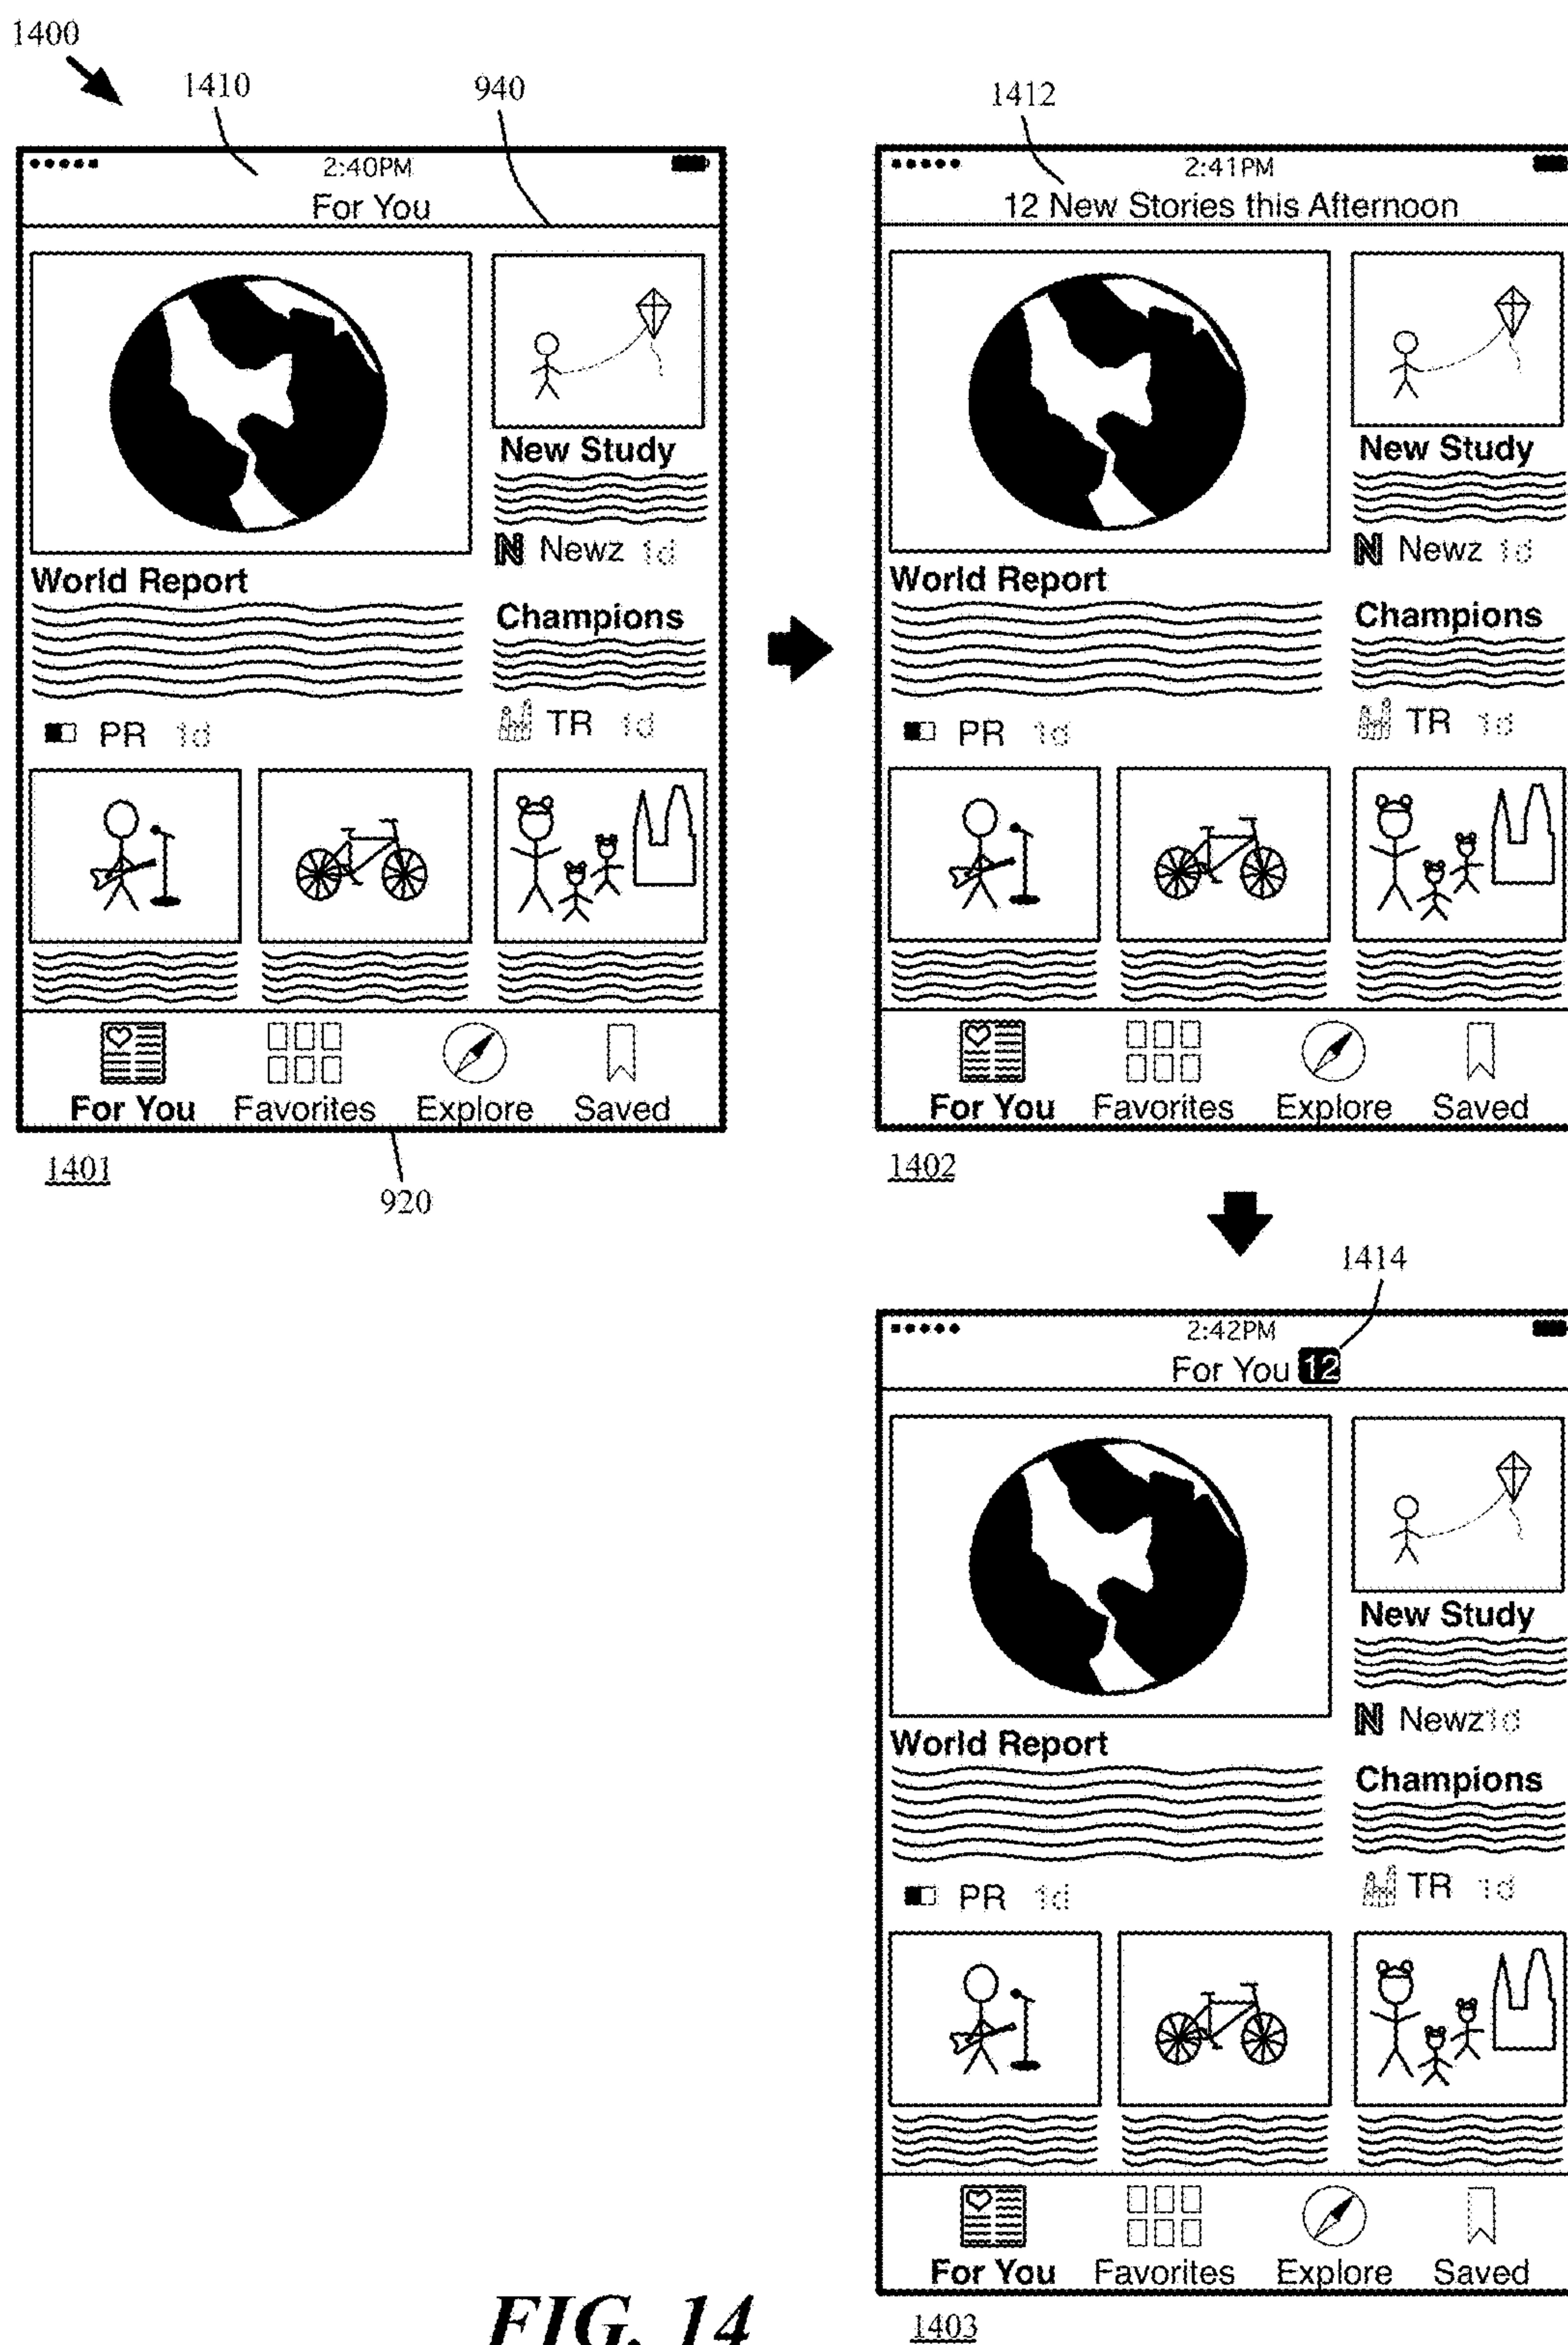 1400
1410
940
1412
2:40PM
For You
New Study
N Newz 1d
World Report
Champions
PR 1d
TR 1d
For You Favorites Explore Saved
1401
920
2:41PM
12 New Stories this Afternoon
New Study
N Newz 1d
World Report
Champions
PR 1d
TR 1d
For You Favorites Explore Saved
1402
1414
2:42PM
For You 12
New Study
N Newz 1d
World Report
Champions
PR 1d
TR 1d
For You Favorites Explore Saved
1403
FIG. 14